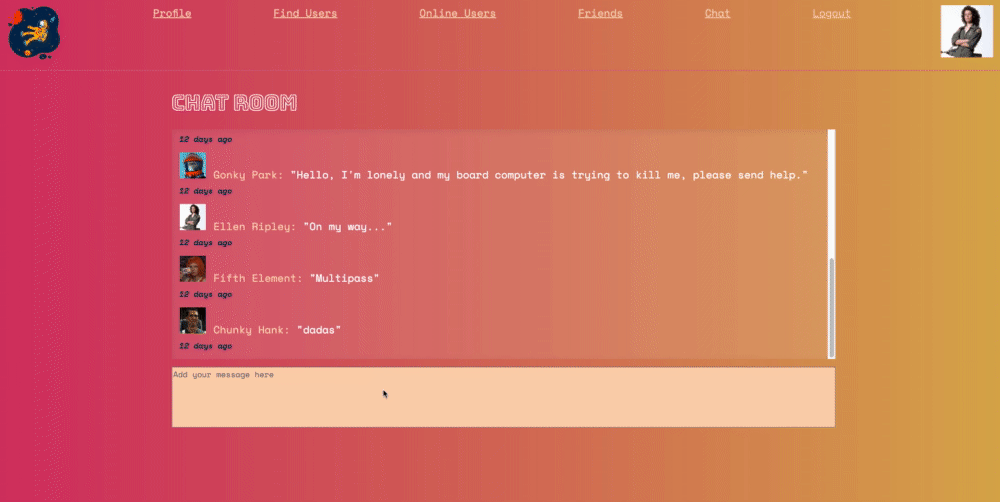 Profile Find Users Online Users Friends Chat Logout
CHAT ROOM
12 days ago
Gonky Park: "Hello, I'm lonely and my board computer is trying to kill me, please send help."
12 days ago
Ellen Ripley: "On my way..."
12 days ago
Fifth Element: "Multipass"
12 days ago
Chunky Hank: "dadas"
12 days ago
Add your message here